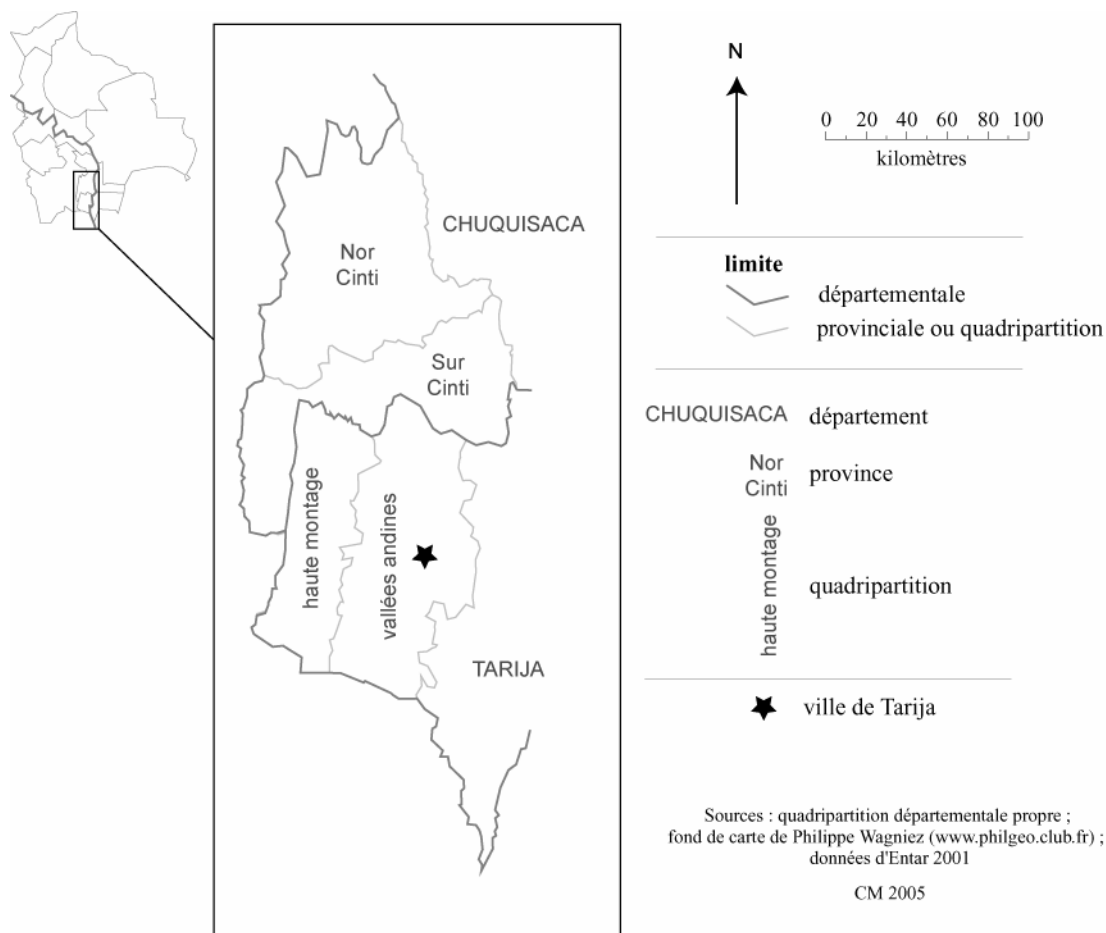 CHUQUISACA
Nor
Cinti
Sur
Cinti
haute montage
vallées andines
TARIJA
N
0 20 40 60 80 100
kilomètres
limite
départementale
provinciale ou quadripartition
CHUQUISACA département
Nor
Cinti
province
haute montage
quadripartition
ville de Tarija
Sources : quadripartition départementale propre ;
fond de carte de Philippe Wagniez (www.philgeo.club.fr) ;
données d'Entar 2001
CM 2005